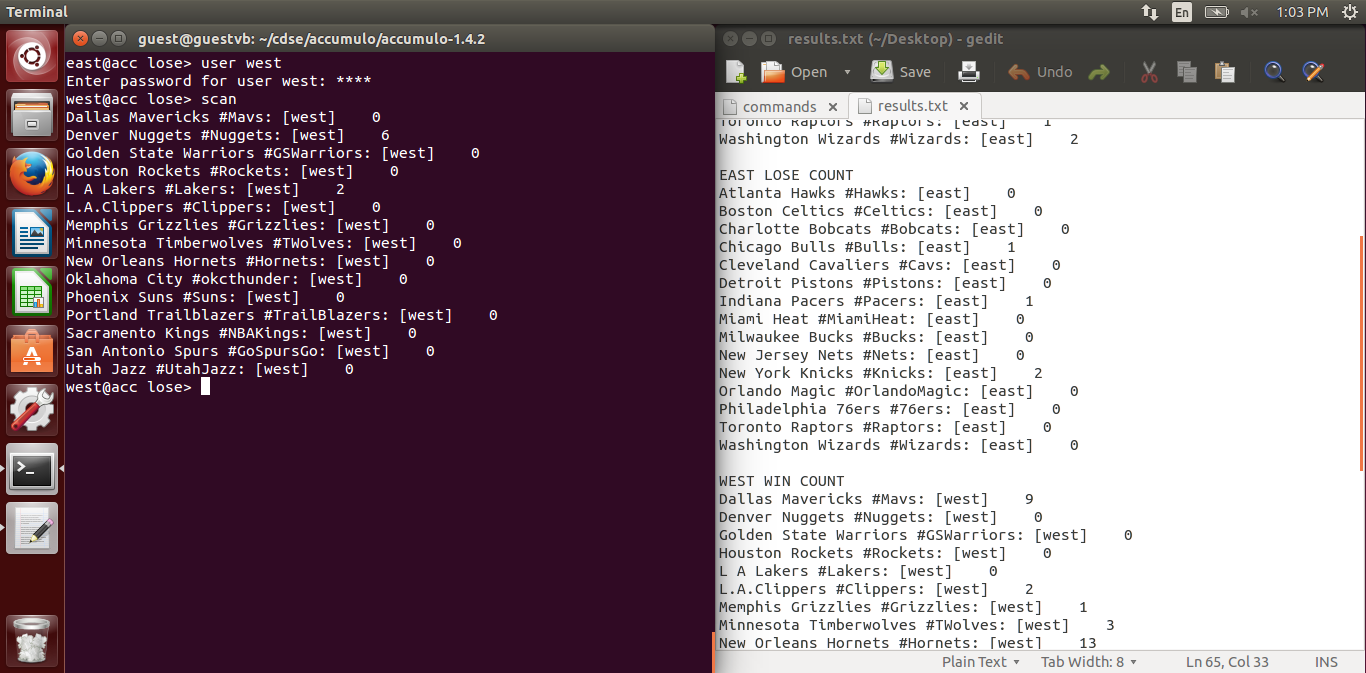 Terminal
En
1:03 PM
guest@guestvb: ~/cdse/accumulo/accumulo-1.4.2
east@acc lose> user west
Enter password for user west: ****
west@acc lose> scan
Dallas Mavericks #Mavs: [west]    0
Denver Nuggets #Nuggets: [west]    6
Golden State Warriors #GSWarriors: [west]    0
Houston Rockets #Rockets: [west]    0
L A Lakers #Lakers: [west]    2
L.A.Clippers #Clippers: [west]    0
Memphis Grizzlies #Grizzlies: [west]    0
Minnesota Timberwolves #TWolves: [west]    0
New Orleans Hornets #Hornets: [west]    0
Oklahoma City #okcthunder: [west]    0
Phoenix Suns #Suns: [west]    0
Portland Trailblazers #TrailBlazers: [west]    0
Sacramento Kings #NBAKings: [west]    0
San Antonio Spurs #GoSpursGo: [west]    0
Utah Jazz #UtahJazz: [west]    0
west@acc lose>
results.txt (~/Desktop) - gedit
Open Save Undo
commands × results.txt ×
Toronto Raptors #Raptors: [east]    1
Washington Wizards #Wizards: [east]    2
EAST LOSE COUNT
Atlanta Hawks #Hawks: [east]    0
Boston Celtics #Celtics: [east]    0
Charlotte Bobcats #Bobcats: [east]    0
Chicago Bulls #Bulls: [east]    1
Cleveland Cavaliers #Cavs: [east]    0
Detroit Pistons #Pistons: [east]    0
Indiana Pacers #Pacers: [east]    1
Miami Heat #MiamiHeat: [east]    0
Milwaukee Bucks #Bucks: [east]    0
New Jersey Nets #Nets: [east]    0
New York Knicks #Knicks: [east]    2
Orlando Magic #OrlandoMagic: [east]    0
Philadelphia 76ers #76ers: [east]    0
Toronto Raptors #Raptors: [east]    0
Washington Wizards #Wizards: [east]    0
WEST WIN COUNT
Dallas Mavericks #Mavs: [west]    9
Denver Nuggets #Nuggets: [west]    0
Golden State Warriors #GSWarriors: [west]    0
Houston Rockets #Rockets: [west]    0
L A Lakers #Lakers: [west]    0
L.A.Clippers #Clippers: [west]    2
Memphis Grizzlies #Grizzlies: [west]    1
Minnesota Timberwolves #TWolves: [west]    3
New Orleans Hornets #Hornets: [west]    13
Plain Text Tab Width: 8 Ln 65, Col 33 INS